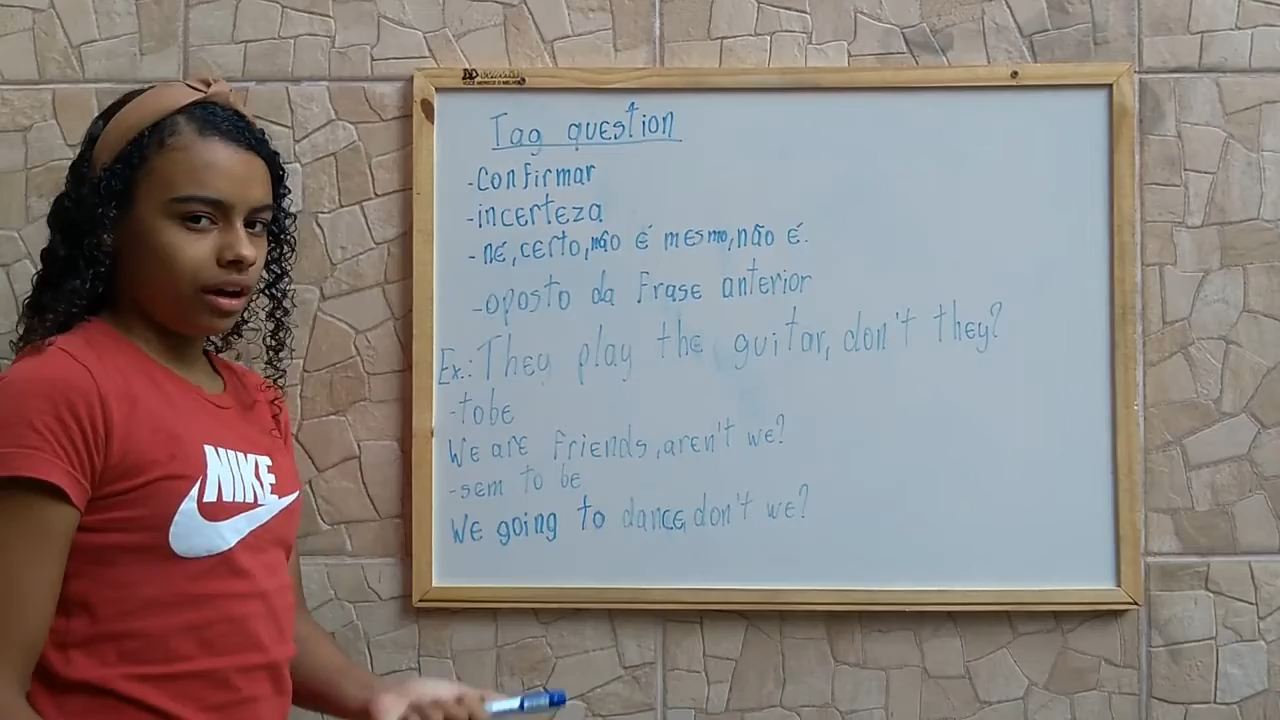 Tag question
-confirmar
-incerteza
-né, certo, não é mesmo, não é.
-oposto da frase anterior
Ex.: They play the guitar, don't they?
-to be
We are friends, aren't we?
-sem to be
We going to dance, don't we?
NIKE